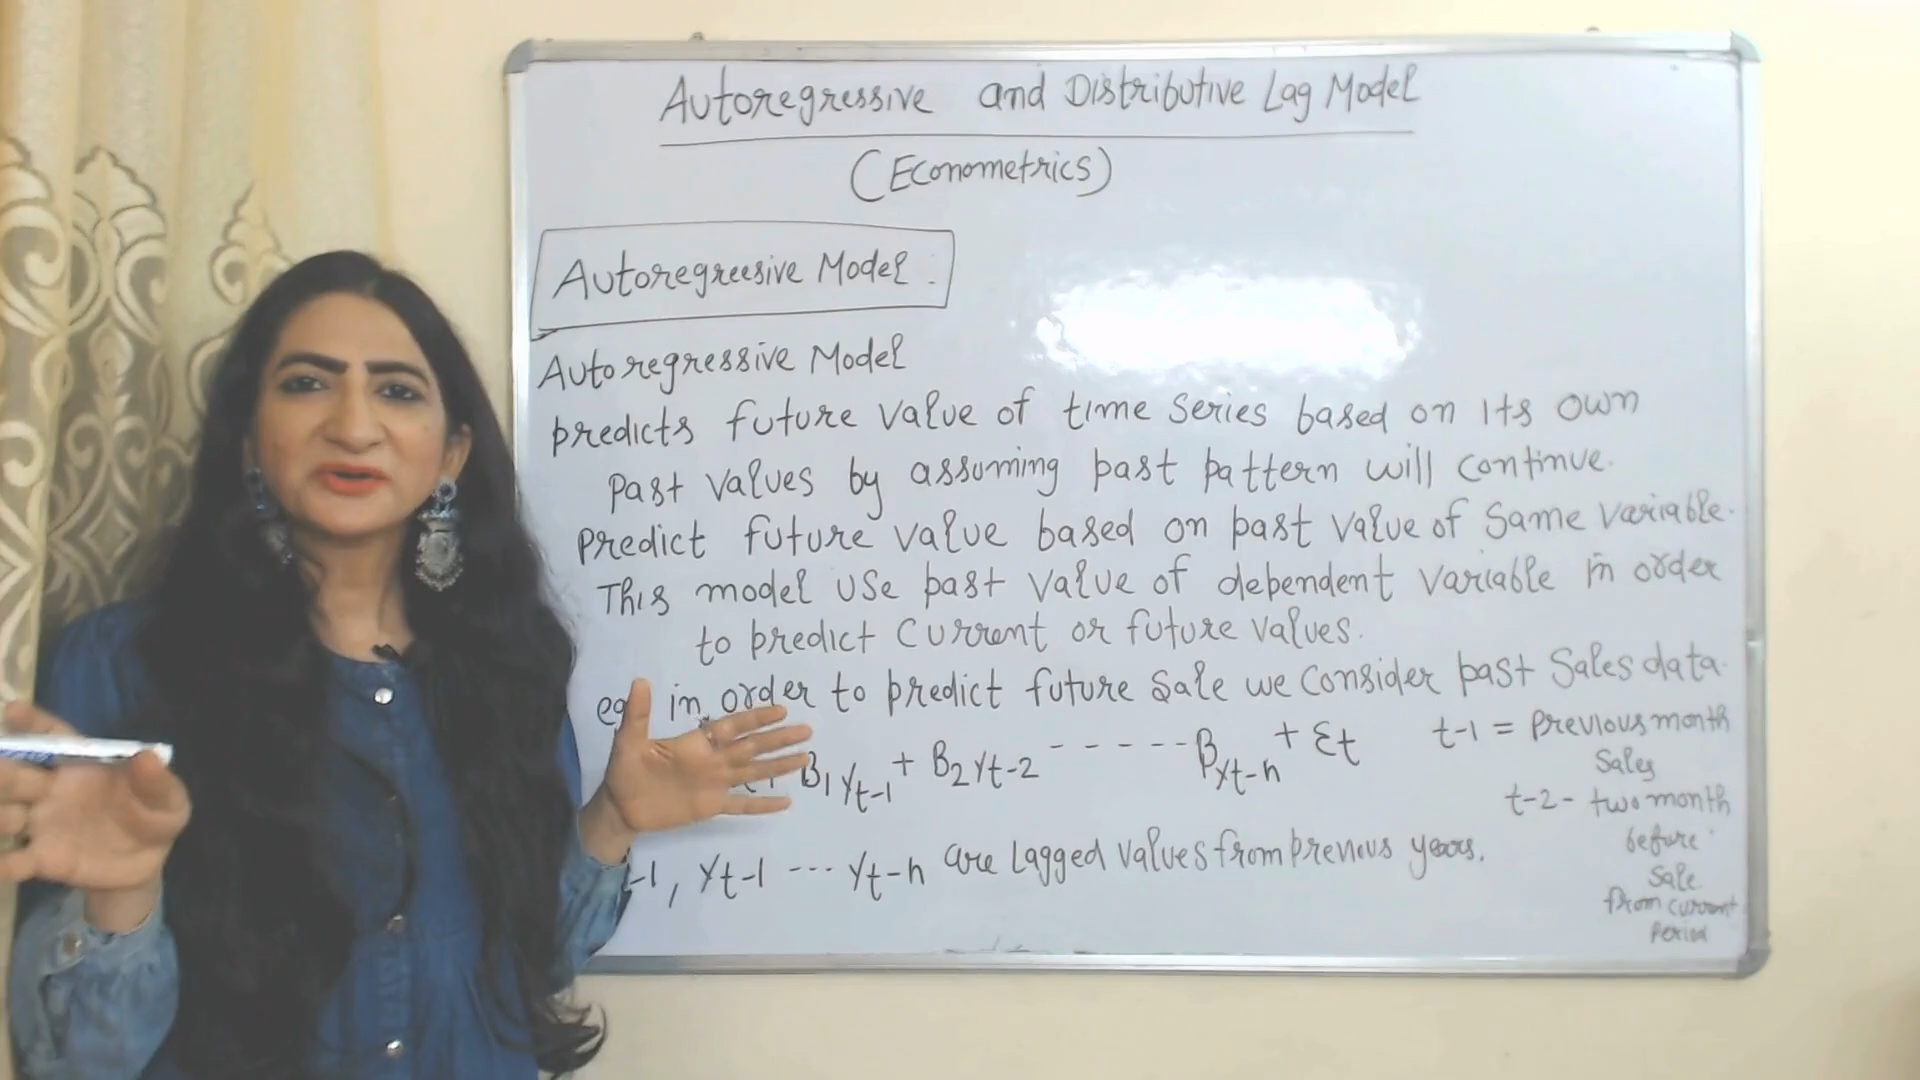 Autoregressive and Distributive Lag Model
(Econometrics)
Autoregreesive Model
Autoregressive Model
predicts future value of time series based on its own
past values by assuming past pattern will continue.
Predict future value based on past value of same variable.
This model use past value of dependent variable in order
to predict current or future values.
eg in order to predict future sale we consider past sales data
B1 Yt-1 + B2 Yt-2 ------ BYt-n + Ɛt
t-1 = previous month
sales
t-2 - two month
before
sale
from current
period
-1, Yt-1 --- Yt-n are lagged values from previous years.